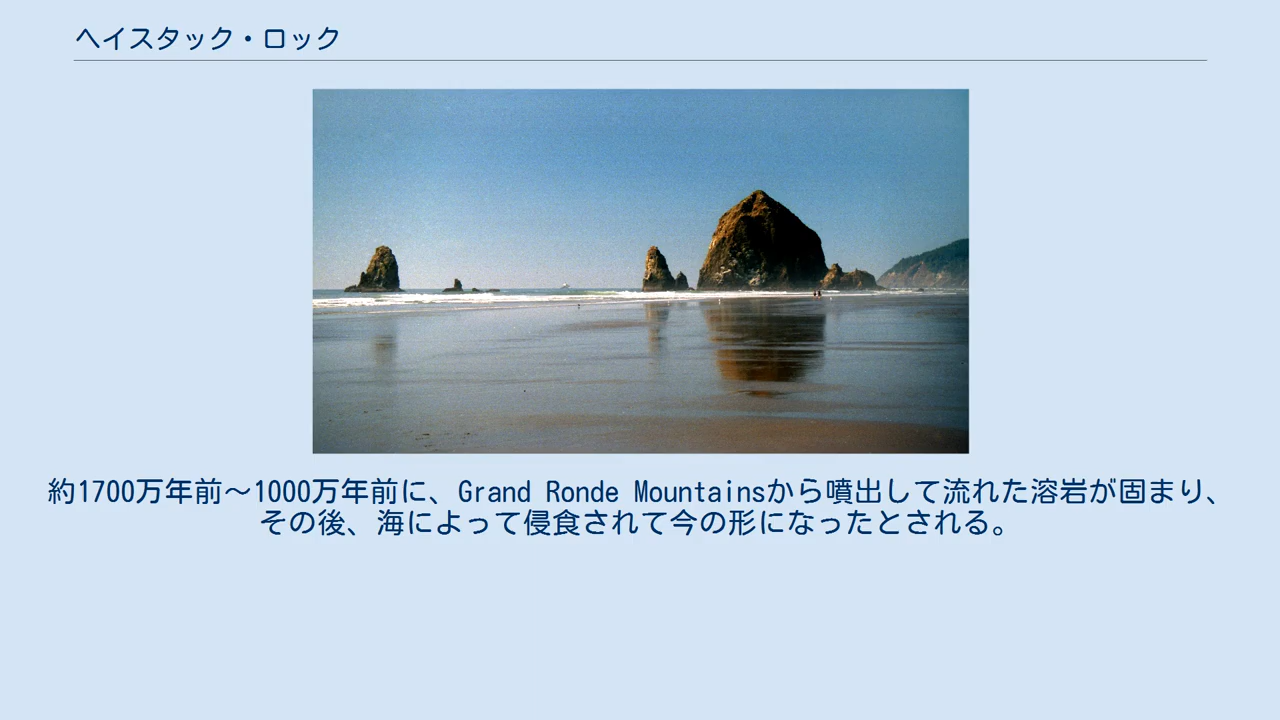 ヘイスタック・ロック
約1700万年前～1000万年前に、Grand Ronde Mountainsから噴出して流れた溶岩が固まり、
その後、海によって侵食されて今の形になったとされる。